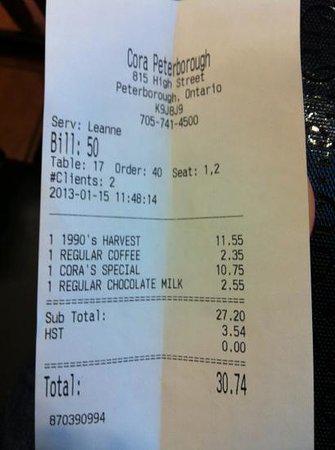 Cora Peterborough
815 High Street
Peterborough, Ontario
K9J8J9
705-741-4500
Serv: Leanne
Bill: 50
Table: 17 Order: 40 Seat: 1,2
#Clients: 2
2013-01-15 11:48:14
1 1990's HARVEST 11.55
1 REGULAR COFFEE 2.35
1 CORA'S SPECIAL 10.75
1 REGULAR CHOCOLATE MILK 2.55
Sub Total: 27.20
HST 3.54
0.00
Total: 30.74
870390994